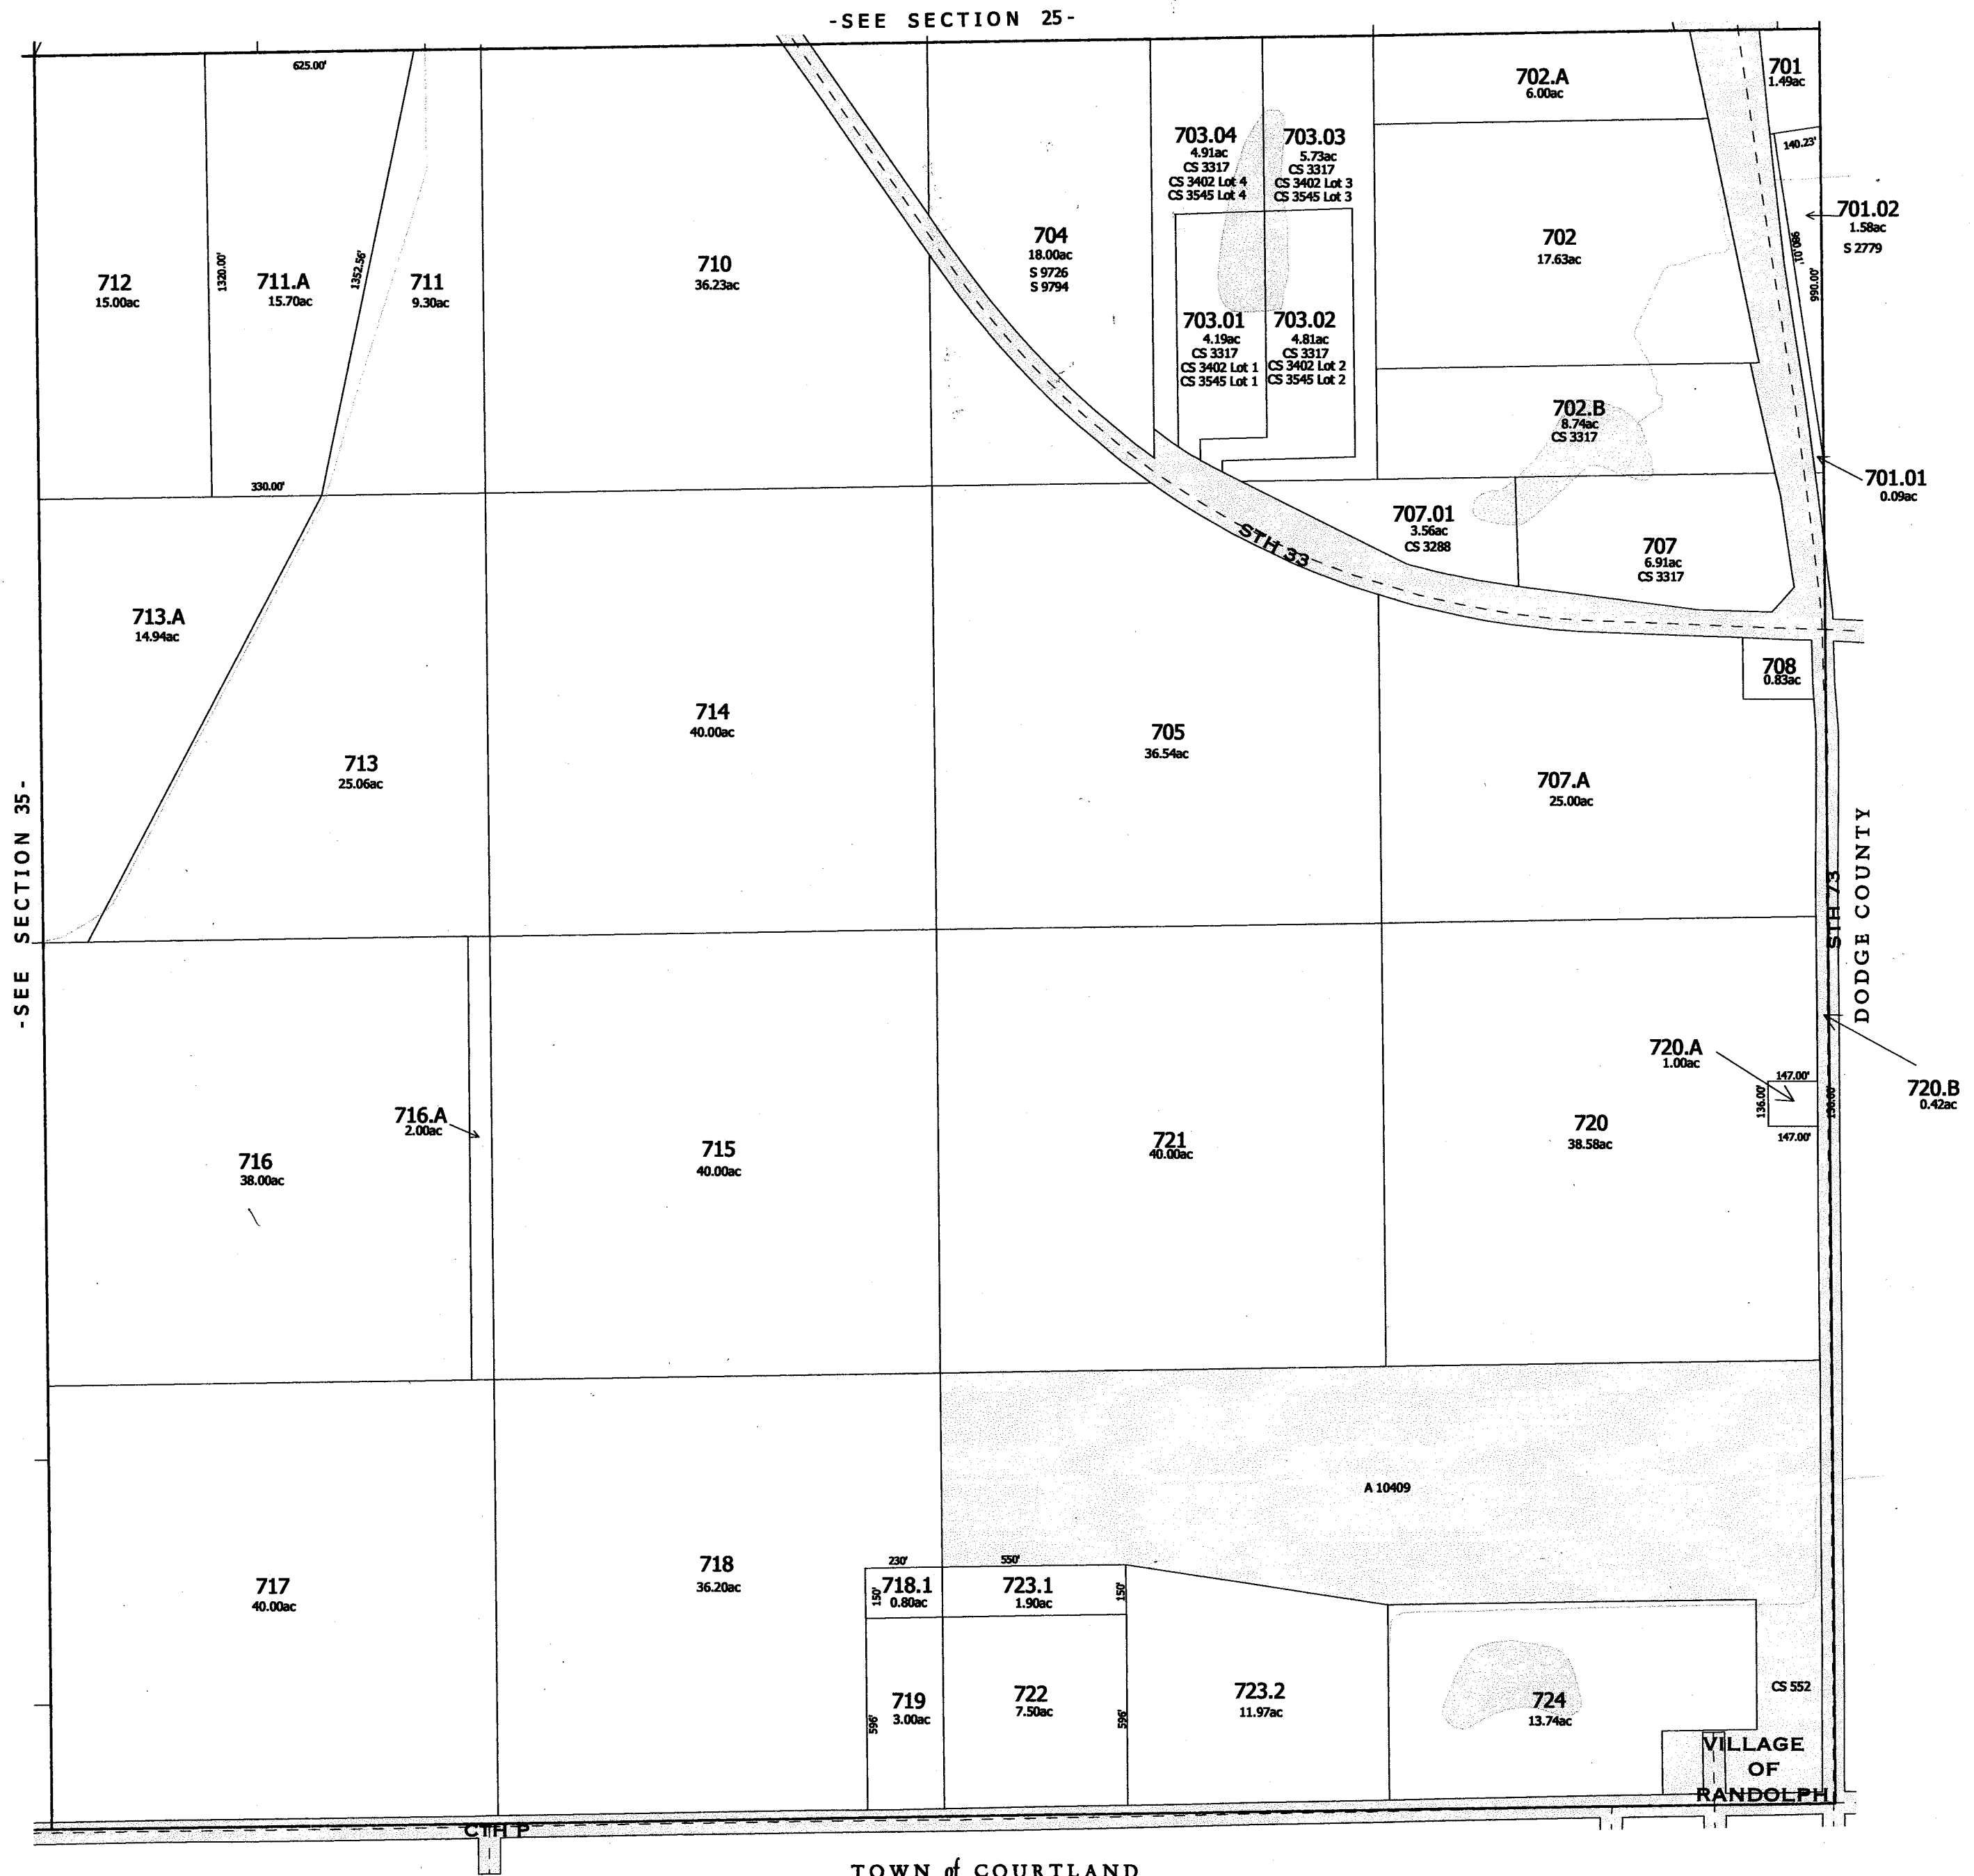 -SEE SECTION 25-
625.00'
702.A
6.00ac
701
1.49ac
703.04
4.91ac
CS 3317
CS 3402 Lot 4
CS 3545 Lot 4
703.03
5.73ac
CS 3317
CS 3402 Lot 3
CS 3545 Lot 3
140.23'
701.02
1.58ac
S 2779
980.01'
990.00'
712
15.00ac
1320.00'
711.A
15.70ac
1352.56'
711
9.30ac
710
36.23ac
704
18.00ac
S 9726
S 9794
702
17.63ac
703.01
4.19ac
CS 3317
CS 3402 Lot 1
CS 3545 Lot 1
703.02
4.81ac
CS 3317
CS 3402 Lot 2
CS 3545 Lot 2
702.B
8.74ac
CS 3317
701.01
0.09ac
330.00'
STH 33
707.01
3.56ac
CS 3288
707
6.91ac
CS 3317
713.A
14.94ac
708
0.83ac
714
40.00ac
705
36.54ac
713
25.06ac
707.A
25.00ac
-SEE SECTION 35-
STH 73
DODGE COUNTY
720.A
1.00ac
147.00'
136.00'
136.00'
147.00'
720.B
0.42ac
716.A
2.00ac
716
38.00ac
715
40.00ac
721
40.00ac
720
38.58ac
A 10409
717
40.00ac
718
36.20ac
230'
550'
150'
718.1
0.80ac
723.1
1.90ac
150'
596'
719
3.00ac
722
7.50ac
596'
723.2
11.97ac
724
13.74ac
CS 552
VILLAGE
OF
RANDOLPH
CTH P
TOWN of COURTLAND